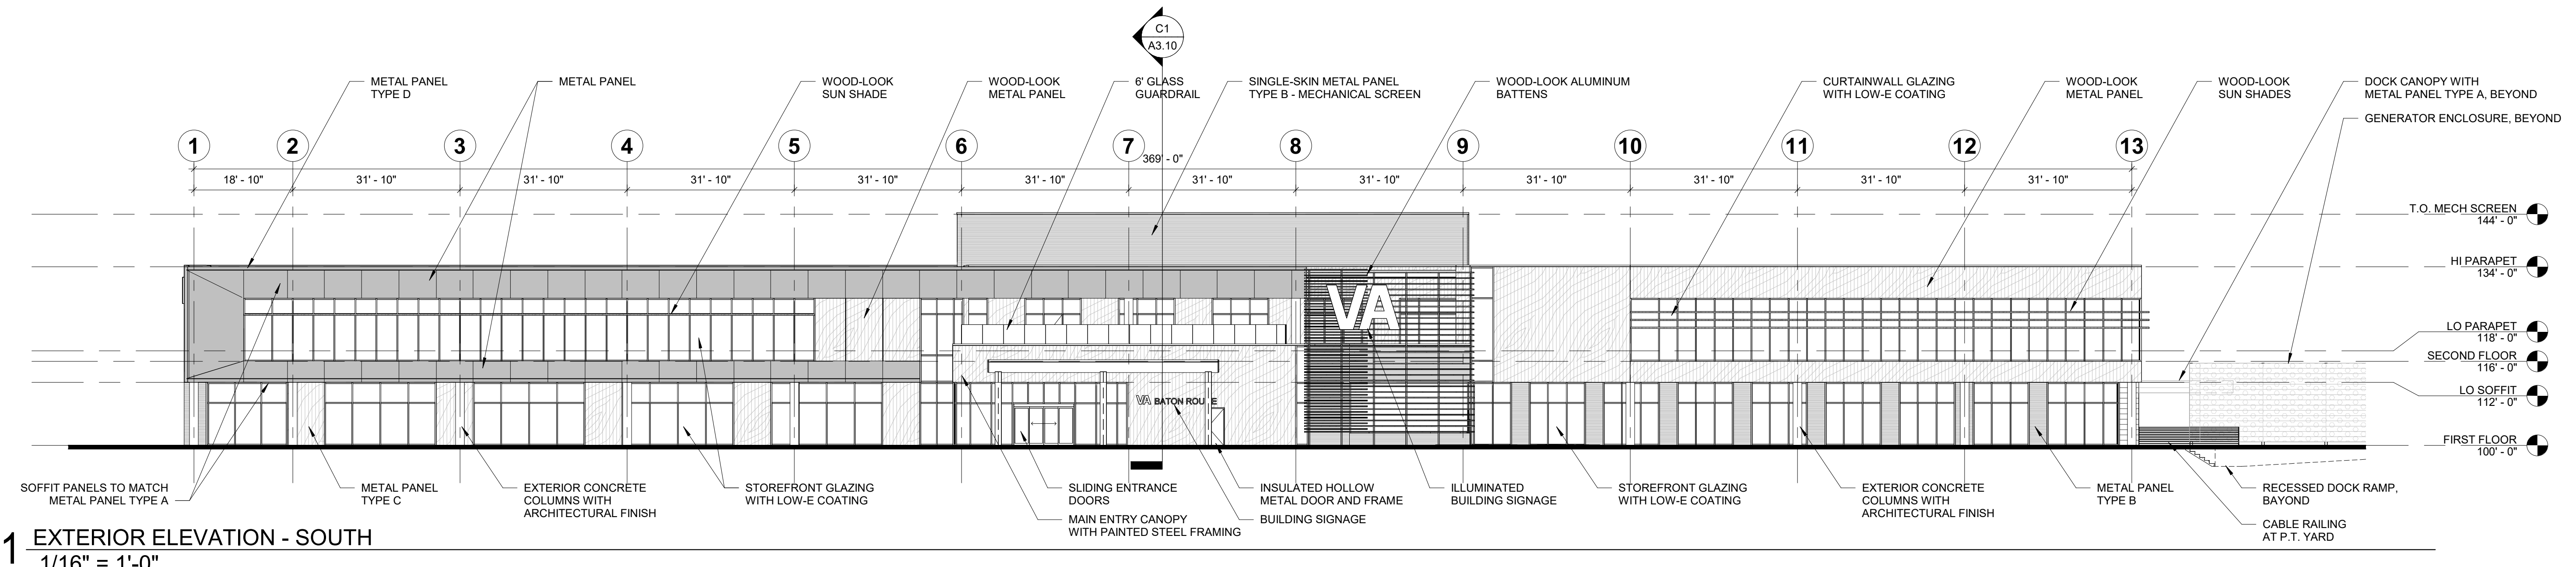 C1
A3.10
METAL PANEL
TYPE D
METAL PANEL
WOOD-LOOK
SUN SHADE
WOOD-LOOK
METAL PANEL
6' GLASS
GUARDRAIL
SINGLE-SKIN METAL PANEL
TYPE B - MECHANICAL SCREEN
WOOD-LOOK ALUMINUM
BATTENS
CURTAINWALL GLAZING
WITH LOW-E COATING
WOOD-LOOK
METAL PANEL
WOOD-LOOK
SUN SHADES
DOCK CANOPY WITH
METAL PANEL TYPE A, BEYOND
GENERATOR ENCLOSURE, BEYOND
1 2 3 4 5 6 7 8 9 10 11 12 13
369' - 0"
18' - 10" 31' - 10" 31' - 10" 31' - 10" 31' - 10" 31' - 10" 31' - 10" 31' - 10" 31' - 10" 31' - 10" 31' - 10" 31' - 10"
T.O. MECH SCREEN
144' - 0"
HI PARAPET
134' - 0"
VA
LO PARAPET
118' - 0"
SECOND FLOOR
116' - 0"
LO SOFFIT
112' - 0"
VA BATON ROUGE
FIRST FLOOR
100' - 0"
SOFFIT PANELS TO MATCH
METAL PANEL TYPE A
METAL PANEL
TYPE C
EXTERIOR CONCRETE
COLUMNS WITH
ARCHITECTURAL FINISH
STOREFRONT GLAZING
WITH LOW-E COATING
SLIDING ENTRANCE
DOORS
MAIN ENTRY CANOPY
WITH PAINTED STEEL FRAMING
INSULATED HOLLOW
METAL DOOR AND FRAME
BUILDING SIGNAGE
ILLUMINATED
BUILDING SIGNAGE
STOREFRONT GLAZING
WITH LOW-E COATING
EXTERIOR CONCRETE
COLUMNS WITH
ARCHITECTURAL FINISH
METAL PANEL
TYPE B
RECESSED DOCK RAMP,
BAYOND
CABLE RAILING
AT P.T. YARD
1 EXTERIOR ELEVATION - SOUTH
1/16" = 1'-0"